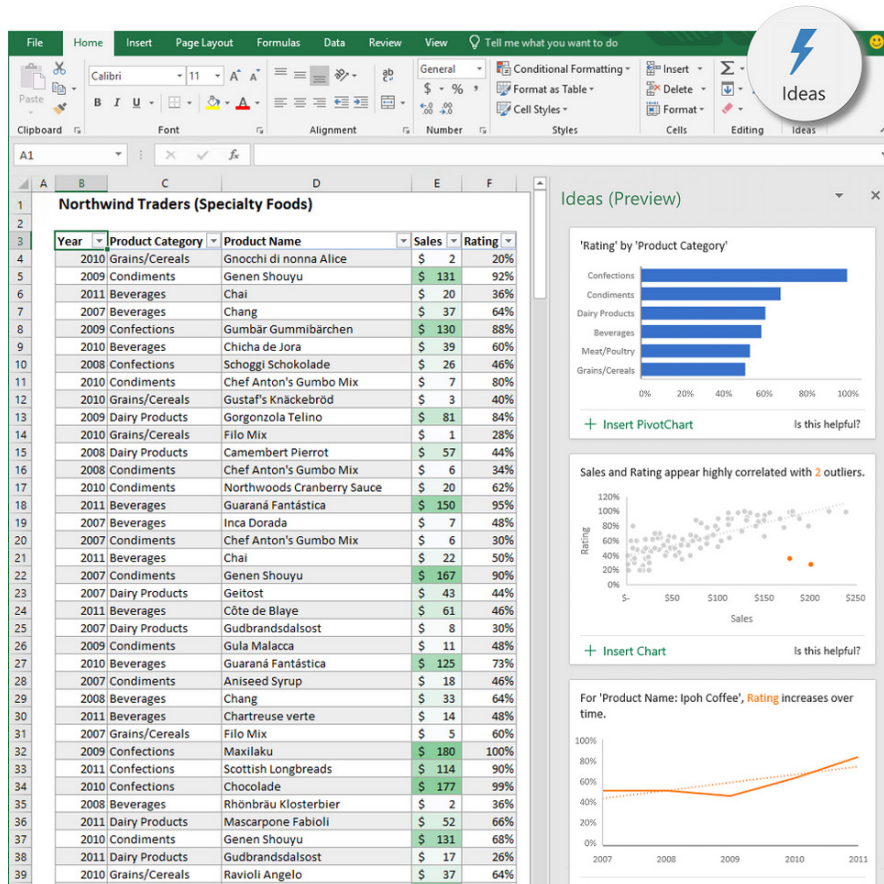 File Home Insert Page Layout Formulas Data Review View Tell me what you want to do
Ideas
Calibri 11 A A ab General Conditional Formatting Insert Σ
Paste B I U A $ % , Format as Table Delete
Cell Styles Format
Clipboard Font Alignment Number Styles Cells Editing Ideas
A1 fx
A B C D E F
1 Northwind Traders (Specialty Foods)
2
3 Year Product Category Product Name Sales Rating
4 2010 Grains/Cereals Gnocchi di nonna Alice $ 2 20%
5 2009 Condiments Genen Shouyu $ 131 92%
6 2011 Beverages Chai $ 20 36%
7 2007 Beverages Chang $ 37 64%
8 2009 Confections Gumbär Gummibärchen $ 130 88%
9 2010 Beverages Chicha de Jora $ 39 60%
10 2008 Confections Schoggi Schokolade $ 26 46%
11 2010 Condiments Chef Anton's Gumbo Mix $ 7 80%
12 2010 Grains/Cereals Gustaf's Knäckebröd $ 3 40%
13 2009 Dairy Products Gorgonzola Telino $ 81 84%
14 2010 Grains/Cereals Filo Mix $ 1 28%
15 2008 Dairy Products Camembert Pierrot $ 57 44%
16 2008 Condiments Chef Anton's Gumbo Mix $ 6 34%
17 2010 Condiments Northwoods Cranberry Sauce $ 20 62%
18 2011 Beverages Guaraná Fantástica $ 150 95%
19 2007 Beverages Inca Dorada $ 7 48%
20 2007 Condiments Chef Anton's Gumbo Mix $ 6 30%
21 2011 Beverages Chai $ 22 50%
22 2007 Condiments Genen Shouyu $ 167 90%
23 2007 Dairy Products Geitost $ 43 44%
24 2011 Beverages Côte de Blaye $ 61 46%
25 2007 Dairy Products Gudbrandsdalsost $ 8 30%
26 2009 Condiments Gula Malacca $ 11 48%
27 2010 Beverages Guaraná Fantástica $ 125 73%
28 2007 Condiments Aniseed Syrup $ 18 46%
29 2008 Beverages Chang $ 33 64%
30 2011 Beverages Chartreuse verte $ 14 48%
31 2007 Grains/Cereals Filo Mix $ 5 60%
32 2009 Confections Maxilaku $ 180 100%
33 2011 Confections Scottish Longbreads $ 114 90%
34 2010 Confections Chocolade $ 177 99%
35 2008 Beverages Rhönbräu Klosterbier $ 2 36%
36 2011 Dairy Products Mascarpone Fabioli $ 52 66%
37 2010 Condiments Genen Shouyu $ 131 68%
38 2011 Dairy Products Gudbrandsdalsost $ 17 26%
39 2010 Grains/Cereals Ravioli Angelo $ 37 64%
Ideas (Preview)
'Rating' by 'Product Category'
Confections
Condiments
Dairy Products
Beverages
Meat/Poultry
Grains/Cereals
0% 20% 40% 60% 80% 100%
Insert PivotChart Is this helpful?
Sales and Rating appear highly correlated with 2 outliers.
120%
100%
80%
60%
40%
20%
0%
Rating
$- $50 $100 $150 $200 $250
Sales
Insert Chart Is this helpful?
For 'Product Name: Ipoh Coffee', Rating increases over
time.
100%
80%
60%
40%
20%
0%
2007 2008 2009 2010 2011